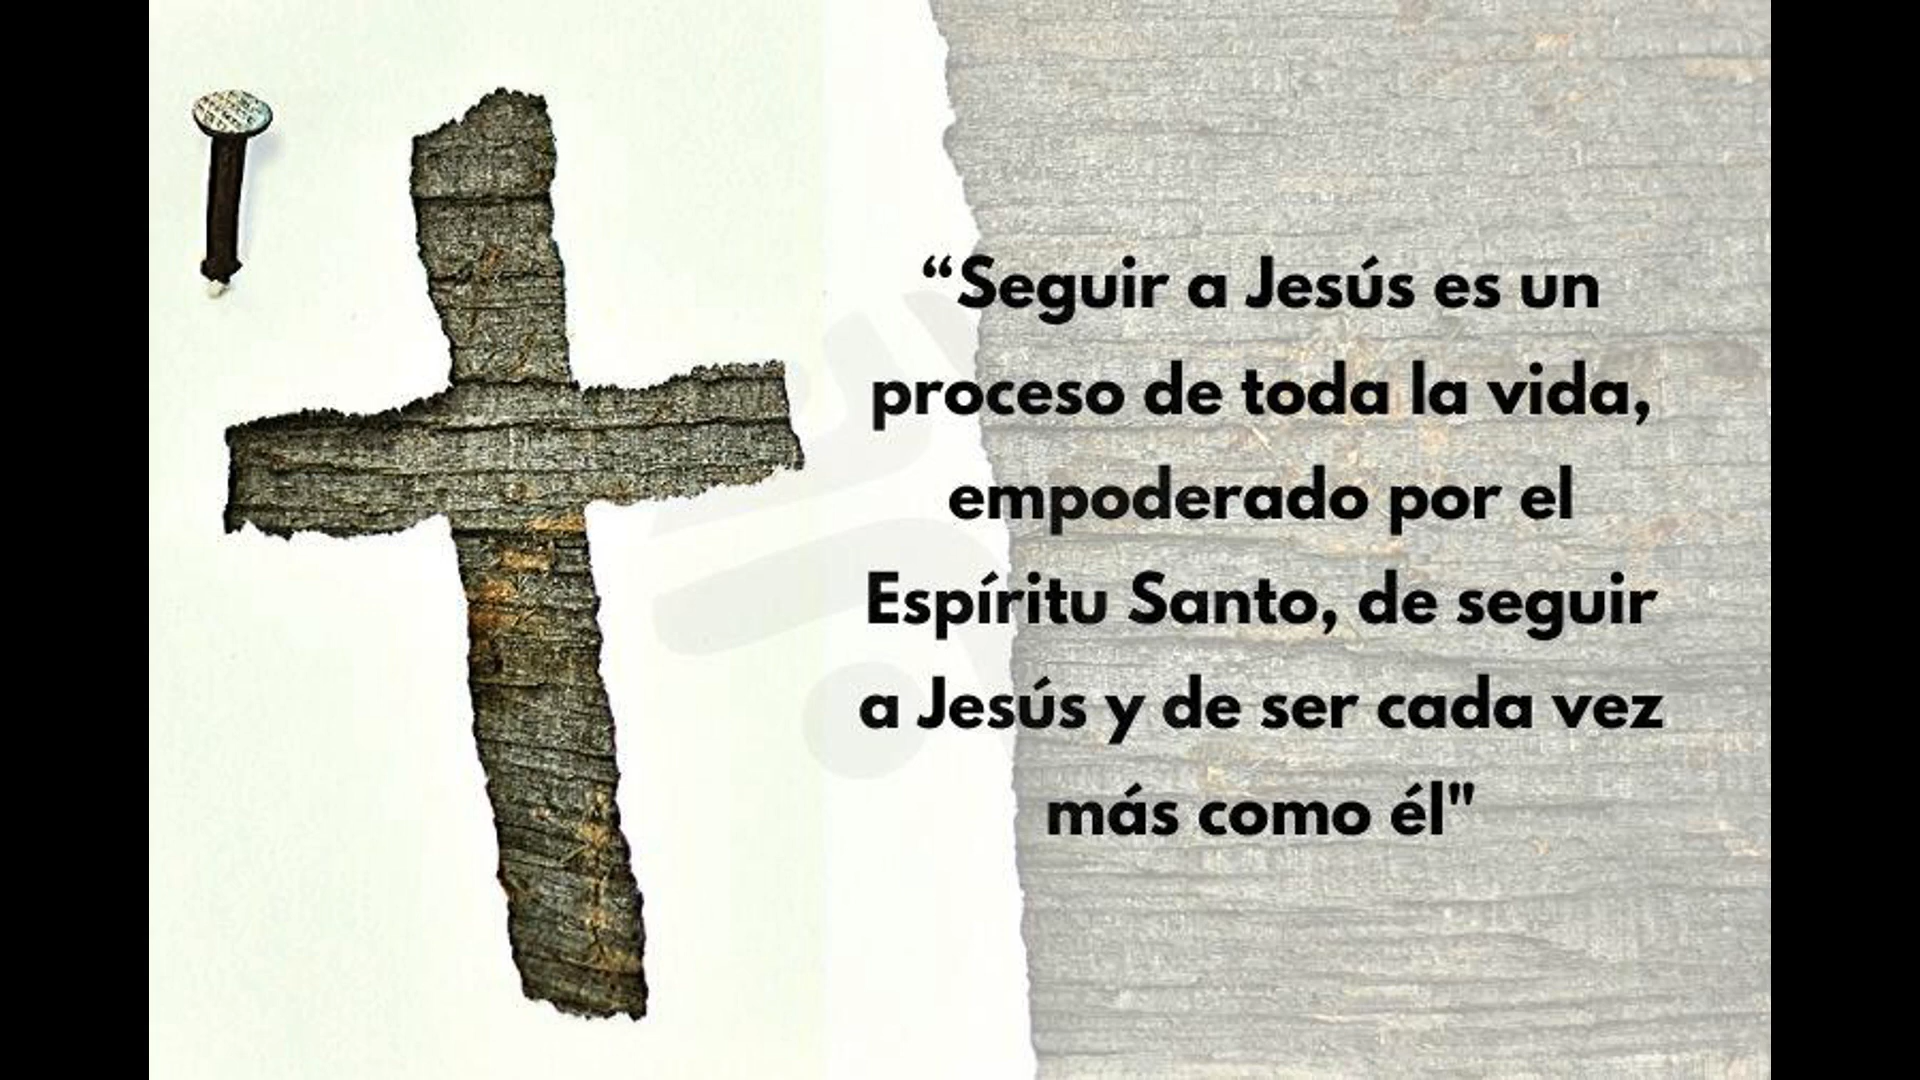 “Seguir a Jesús es un
proceso de toda la vida,
empoderado por el
Espíritu Santo, de seguir
a Jesús y de ser cada vez
más como él"